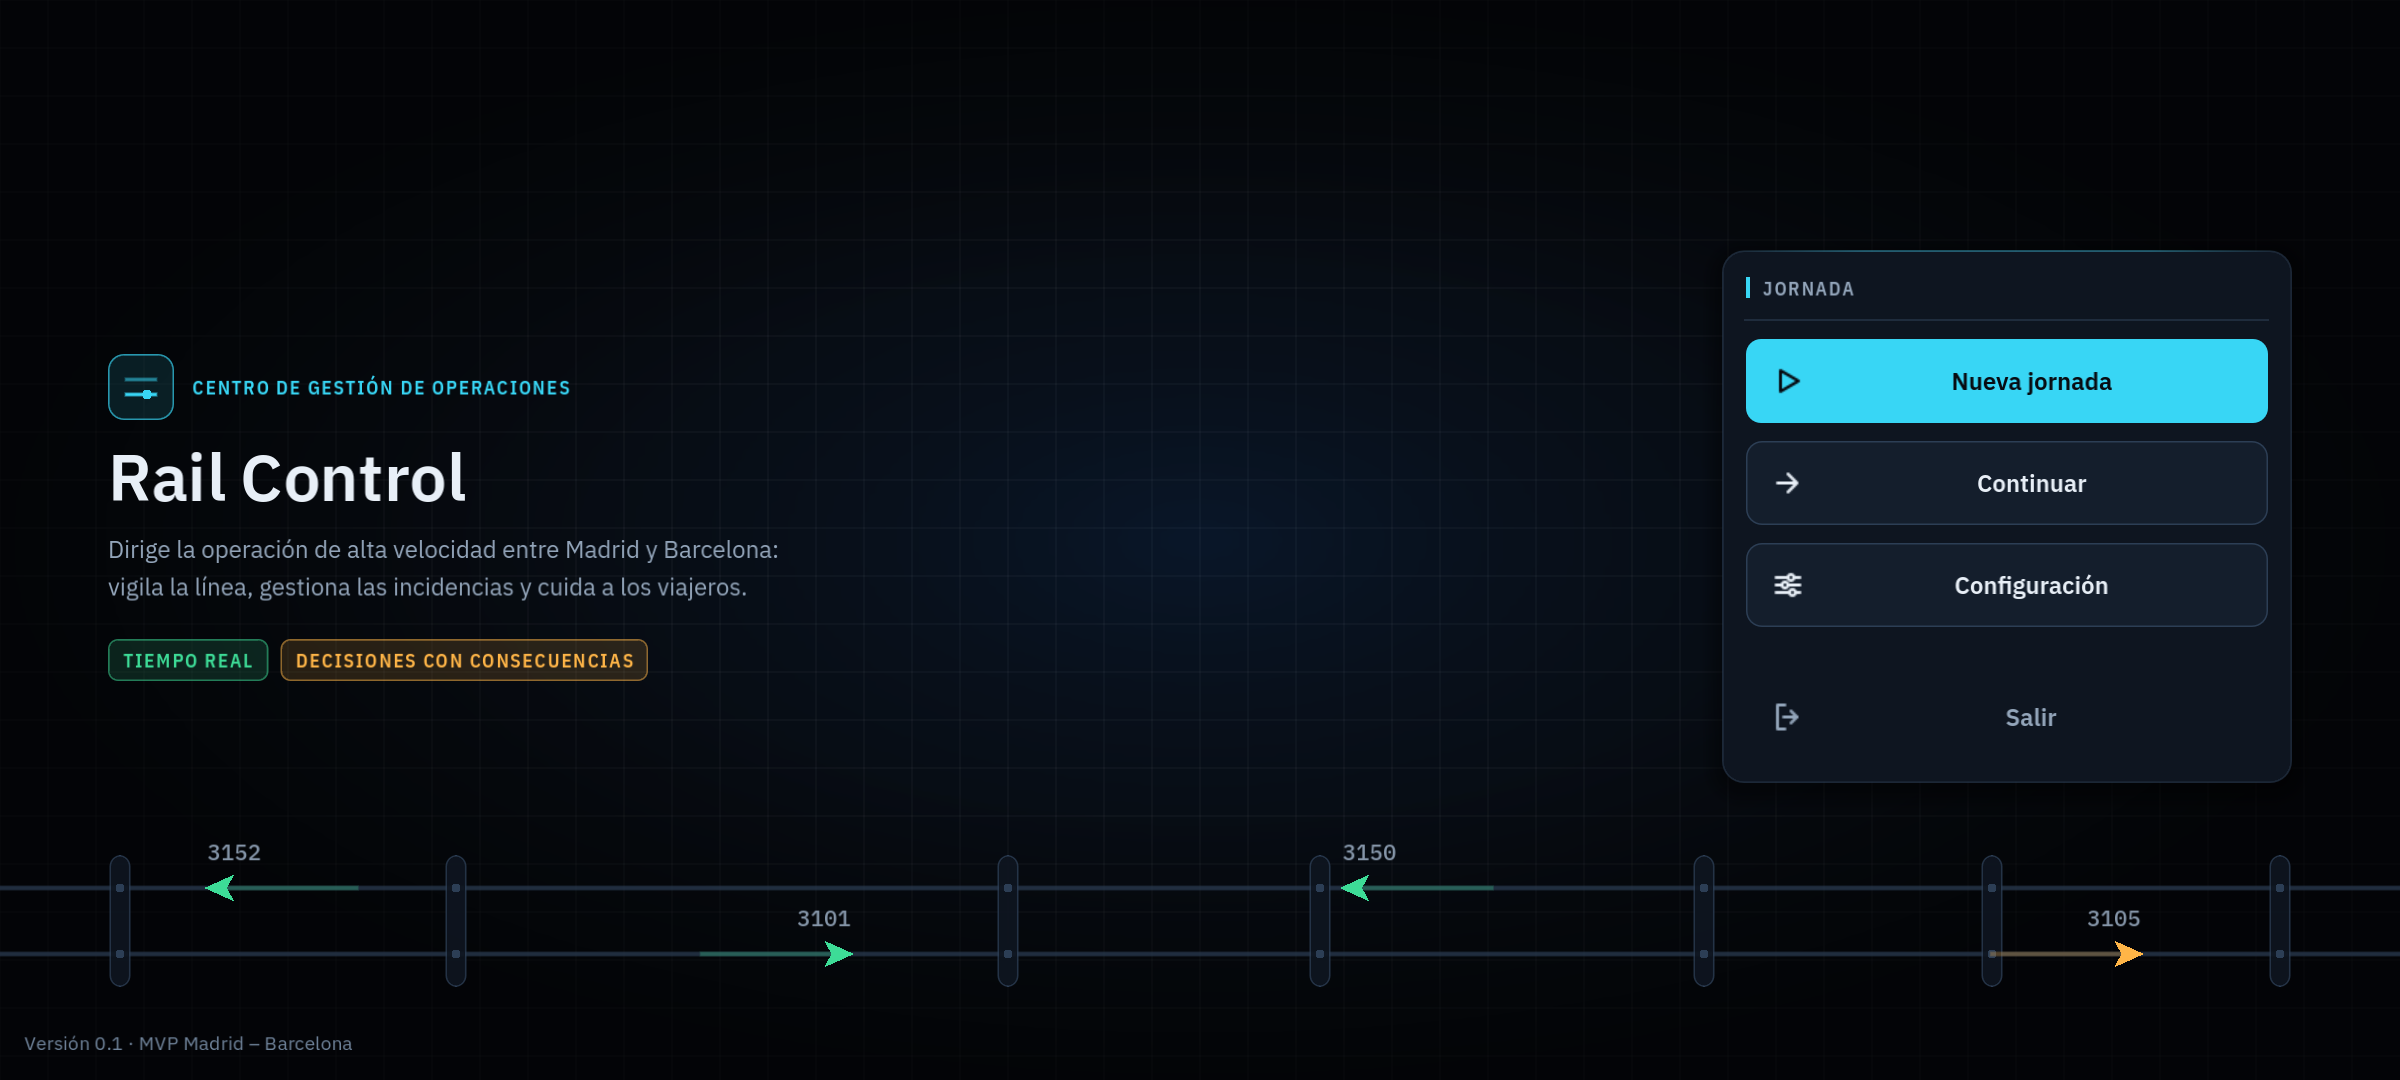 CENTRO DE GESTIÓN DE OPERACIONES
Rail Control
Dirige la operación de alta velocidad entre Madrid y Barcelona:
vigila la línea, gestiona las incidencias y cuida a los viajeros.
TIEMPO REAL
DECISIONES CON CONSECUENCIAS
JORNADA
Nueva jornada
Continuar
Configuración
Salir
3152
3150
3101
3105
Versión 0.1 · MVP Madrid – Barcelona